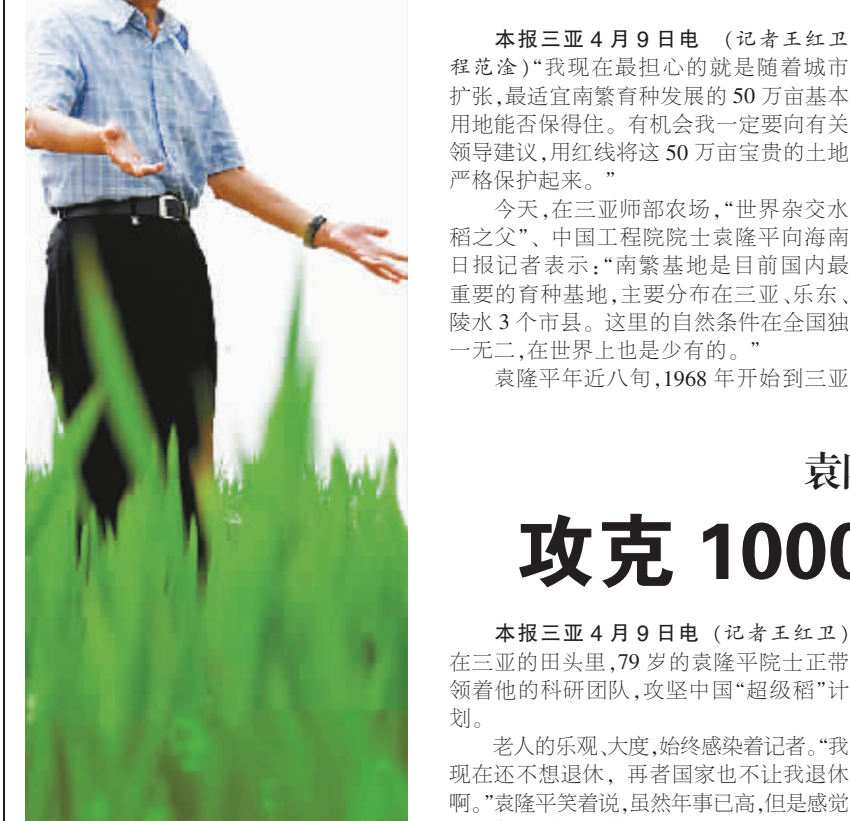 本报三亚4月9日电 （记者王红卫
程范淦）“我现在最担心的就是随着城市
扩张，最适宜南繁育种发展的50万亩基本
用地能否保得住。有机会我一定要向有关
领导建议，用红线将这50万亩宝贵的土地
严格保护起来。”
今天，在三亚师部农场，“世界杂交水
稻之父”、中国工程院院士袁隆平向海南
日报记者表示：“南繁基地是目前国内最
重要的育种基地，主要分布在三亚、乐东、
陵水3个市县。这里的自然条件在全国独
一无二，在世界上也是少有的。”
袁隆平年近八旬，1968年开始到三亚
袁
攻克 1000
本报三亚4月9日电（记者王红卫）
在三亚的田头里，79岁的袁隆平院士正带
领着他的科研团队，攻坚中国“超级稻”计
划。
老人的乐观、大度，始终感染着记者。“我
现在还不想退休，再者国家也不让我退休
啊。”袁隆平笑着说，虽然年事已高，但是感觉